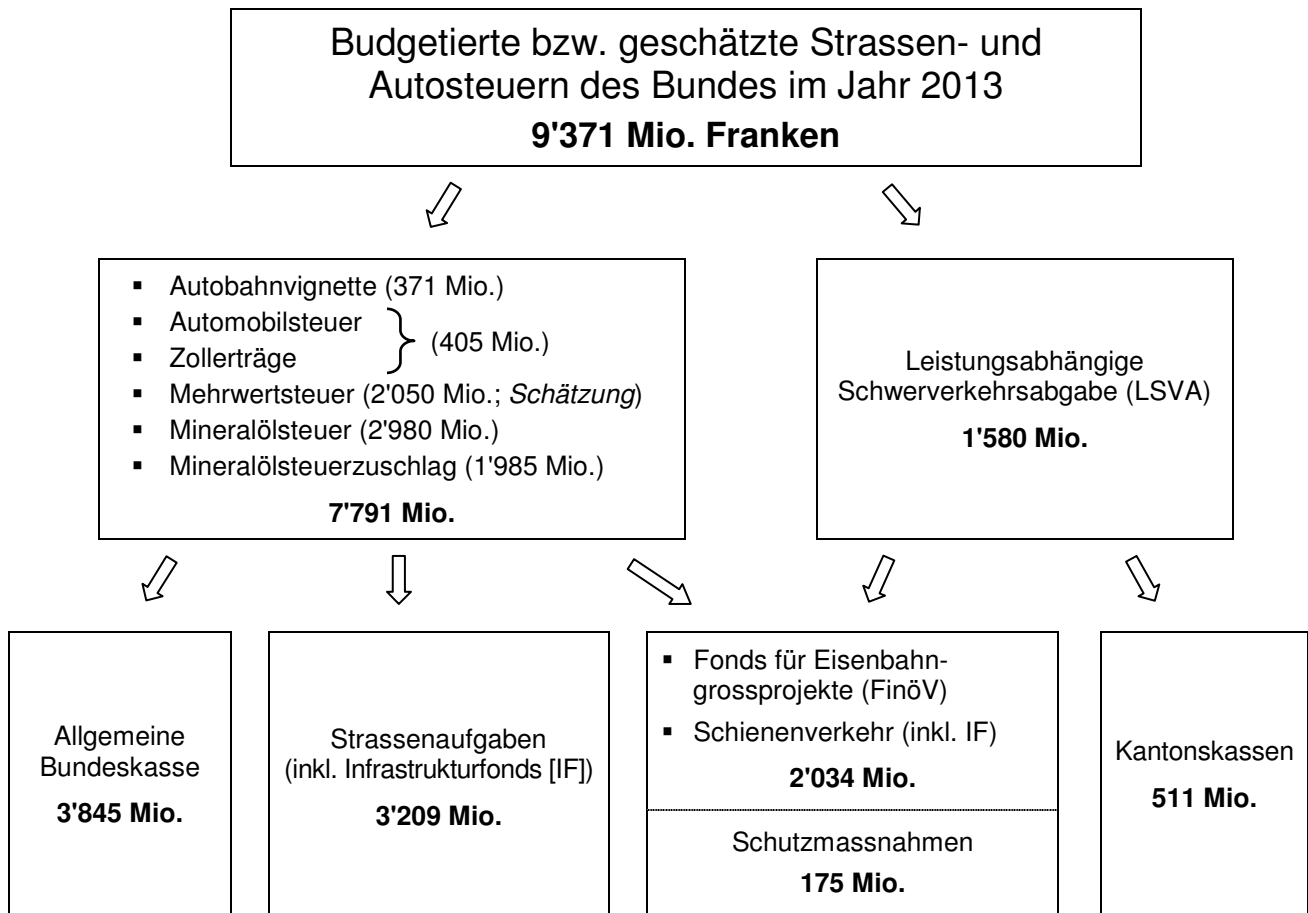 Budgetierte bzw. geschätzte Strassen- und
Autosteuern des Bundes im Jahr 2013
9'371 Mio. Franken
▪ Autobahnvignette (371 Mio.)
▪ Automobilsteuer
(405 Mio.)
▪ Zollerträge
▪ Mehrwertsteuer (2'050 Mio.; Schätzung)
▪ Mineralölsteuer (2'980 Mio.)
▪ Mineralölsteuerzuschlag (1'985 Mio.)
7'791 Mio.
Leistungsabhängige
Schwerverkehrsabgabe (LSVA)
1'580 Mio.
Allgemeine
Bundeskasse
3'845 Mio.
Strassenaufgaben
(inkl. Infrastrukturfonds [IF])
3'209 Mio.
▪ Fonds für Eisenbahn-
grossprojekte (FinöV)
▪ Schienenverkehr (inkl. IF)
2'034 Mio.
Schutzmassnahmen
175 Mio.
Kantonskassen
511 Mio.